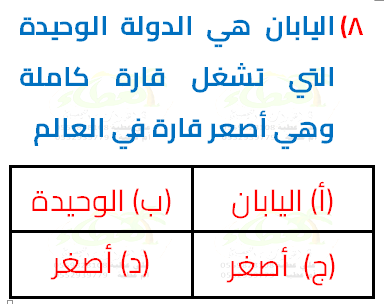 ٨) اليابان هي الدولة الوحيدة
التي تشغل قارة كاملة
وهي أصعر قارة في العالم
(أ) اليابان (ب) الوحيدة
(ج) أصغر (د) أصغر